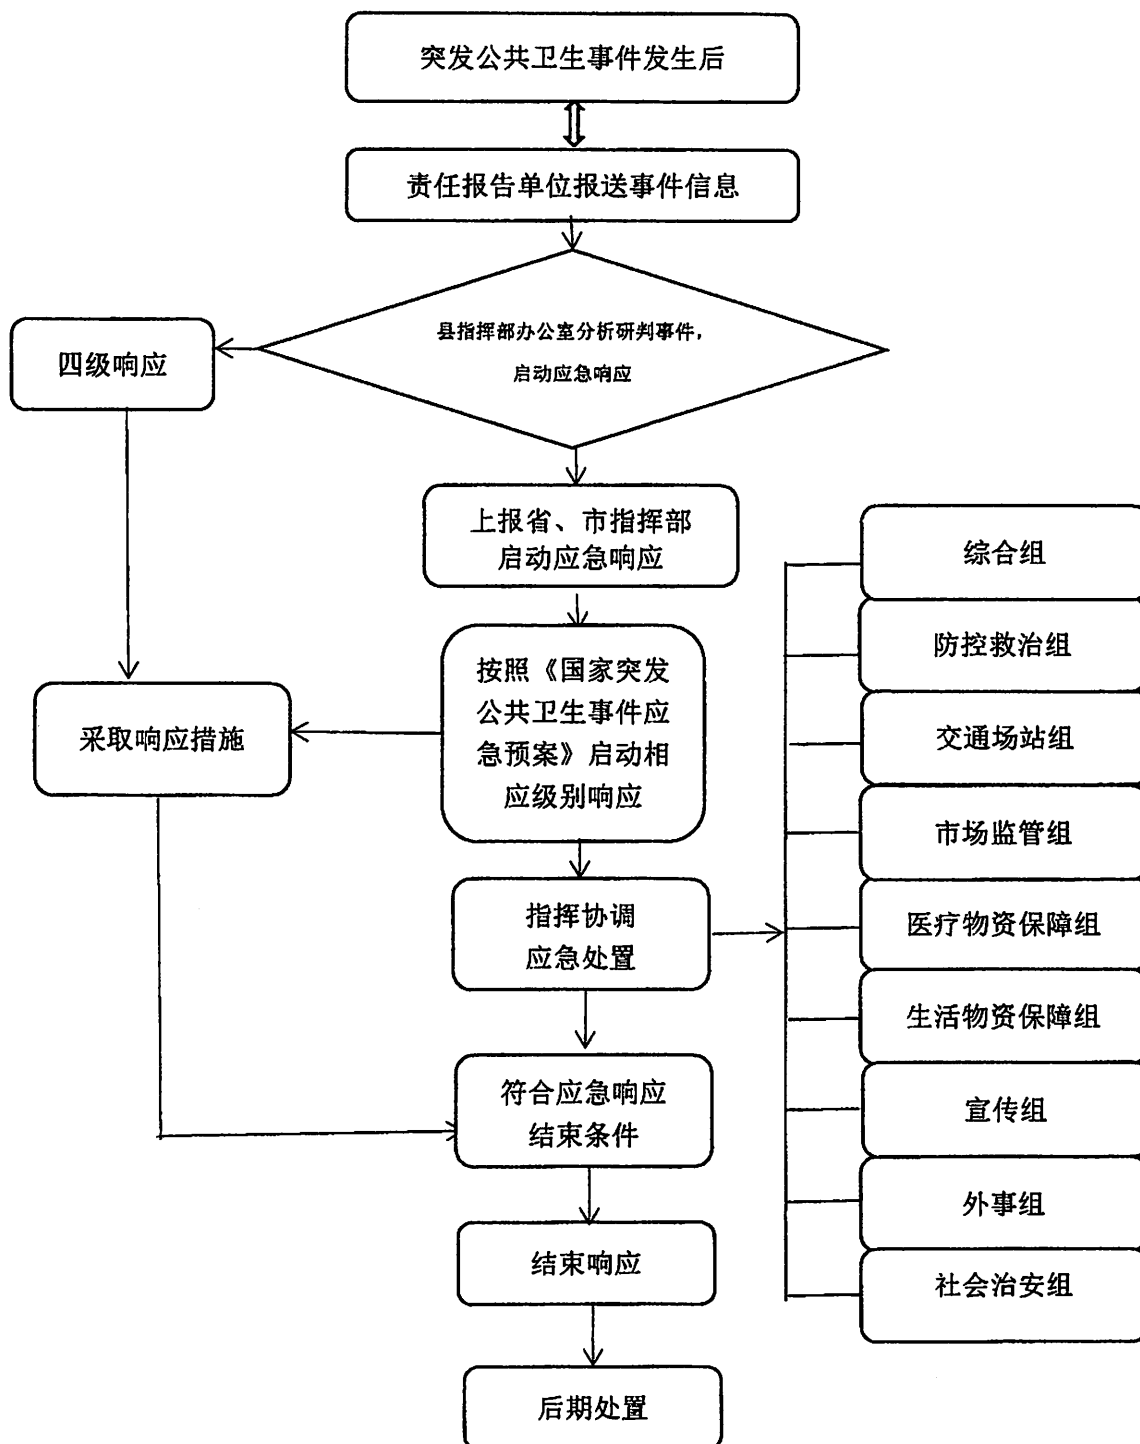 突发公共卫生事件发生后
责任报告单位报送事件信息
县指挥部办公室分析研判事件，
启动应急响应
四级响应
上报省、市指挥部
启动应急响应
按照《国家突发
公共卫生事件应
急预案》启动相
应级别响应
采取响应措施
指挥协调
应急处置
符合应急响应
结束条件
结束响应
后期处置
综合组
防控救治组
交通场站组
市场监管组
医疗物资保障组
生活物资保障组
宣传组
外事组
社会治安组